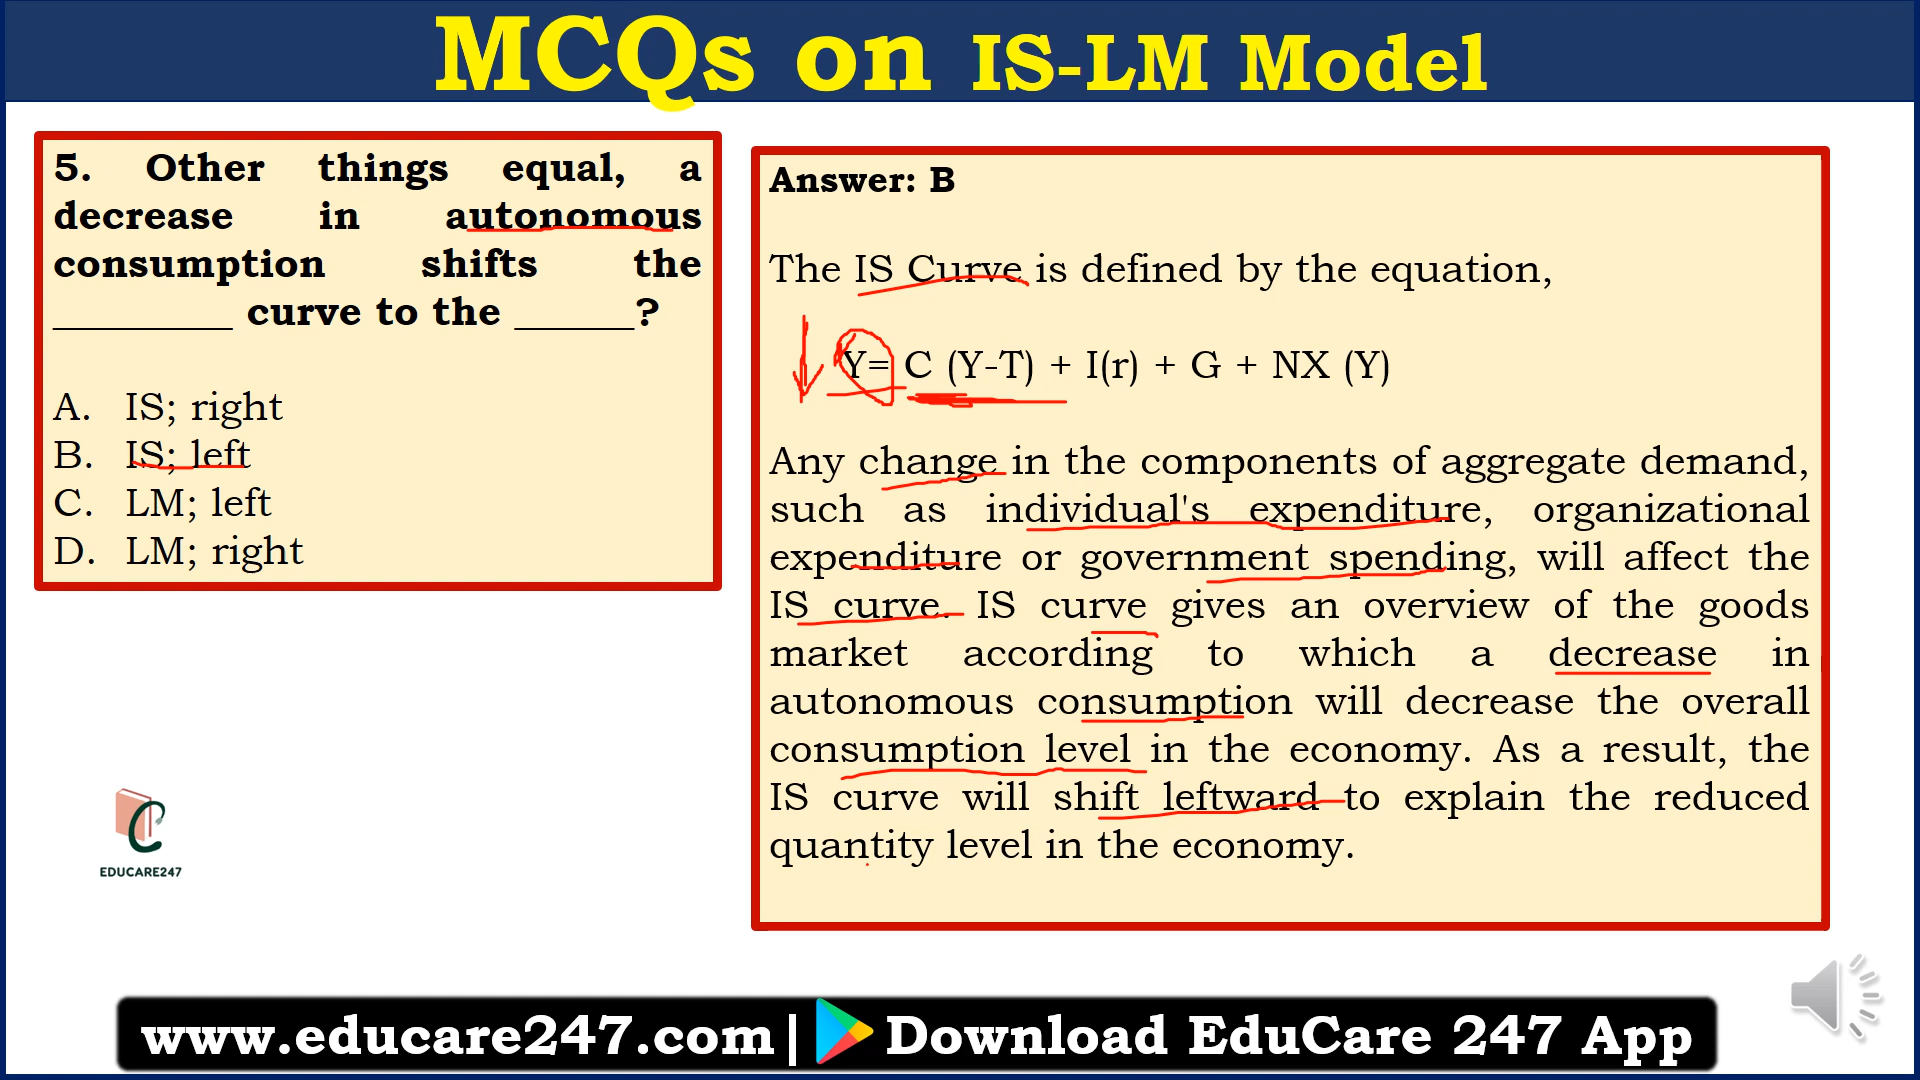 MCQs on IS-LM Model
5. Other things equal, a
decrease in autonomous
consumption shifts the
_________ curve to the ______?
A. IS; right
B. IS; left
C. LM; left
D. LM; right
Answer: B
The IS Curve is defined by the equation,
Y= C (Y-T) + I(r) + G + NX (Y)
Any change in the components of aggregate demand,
such as individual's expenditure, organizational
expenditure or government spending, will affect the
IS curve. IS curve gives an overview of the goods
market according to which a decrease in
autonomous consumption will decrease the overall
consumption level in the economy. As a result, the
IS curve will shift leftward to explain the reduced
quantity level in the economy.
EDUCARE247
www.educare247.com| Download EduCare 247 App